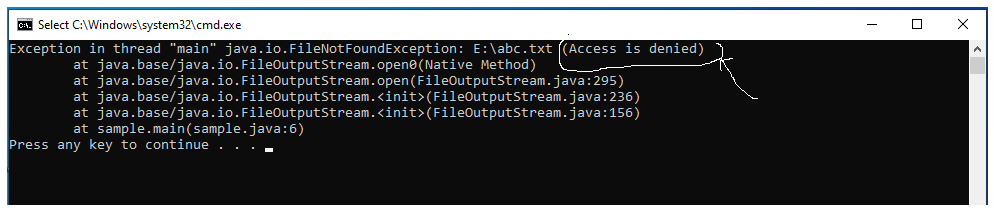 Select C:\Windows\system32\cmd.exe
Exception in thread "main" java.io.FileNotFoundException: E:\abc.txt (Access is denied)
at java.base/java.io.FileOutputStream.open0(Native Method)
at java.base/java.io.FileOutputStream.open(FileOutputStream.java:295)
at java.base/java.io.FileOutputStream.<init>(FileOutputStream.java:236)
at java.base/java.io.FileOutputStream.<init>(FileOutputStream.java:156)
at sample.main(sample.java:6)
Press any key to continue . . .